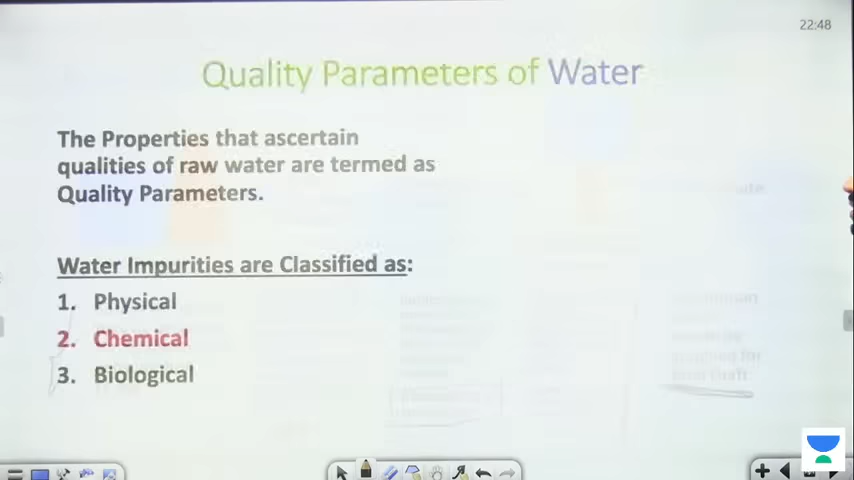 22:48
Quality Parameters of Water
The Properties that ascertain
qualities of raw water are termed as
Quality Parameters.
Water Impurities are Classified as:
1. Physical
2. Chemical
3. Biological